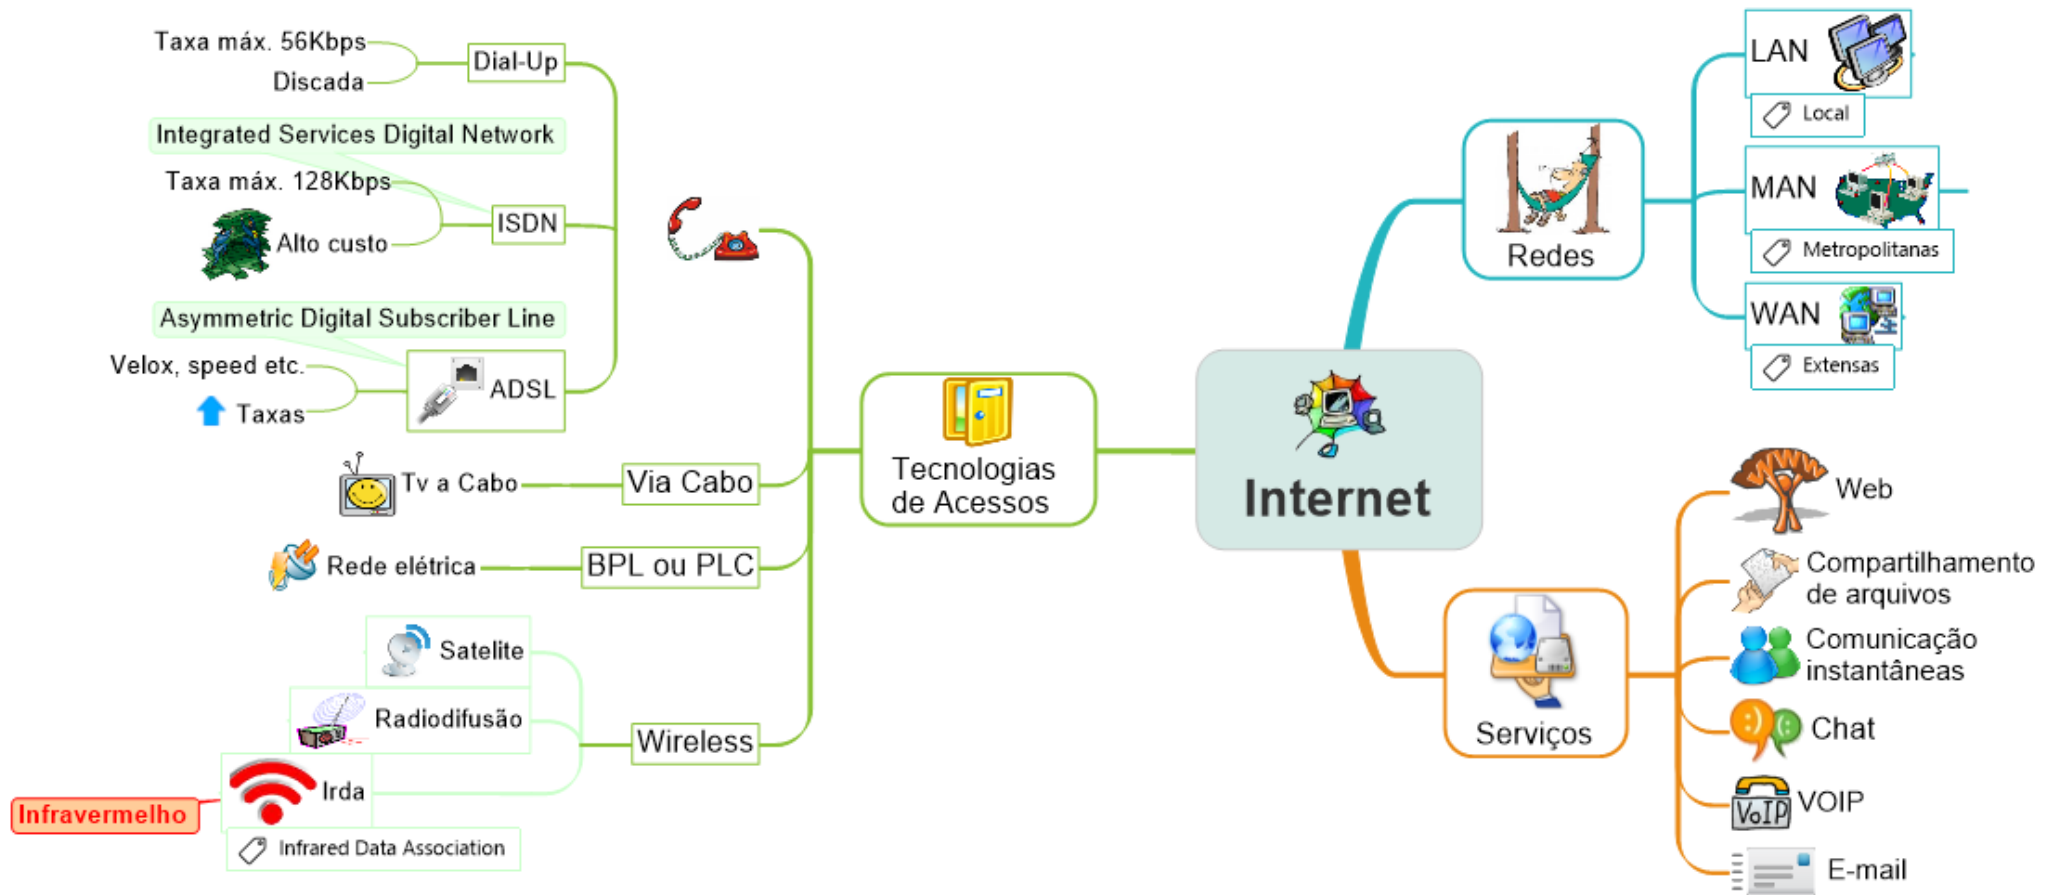 Internet
Redes
LAN
Local
MAN
Metropolitanas
WAN
Extensas
Serviços
WWW
Web
Compartilhamento
de arquivos
Comunicação
instantâneas
Chat
VoIP
VOIP
E-mail
Tecnologias
de Acessos
Dial-Up
Taxa máx. 56Kbps
Discada
Integrated Services Digital Network
ISDN
Taxa máx. 128Kbps
Alto custo
Asymmetric Digital Subscriber Line
ADSL
Velox, speed etc.
Taxas
Via Cabo
Tv a Cabo
BPL ou PLC
Rede elétrica
Wireless
Satelite
Radiodifusão
Irda
Infrared Data Association
Infravermelho